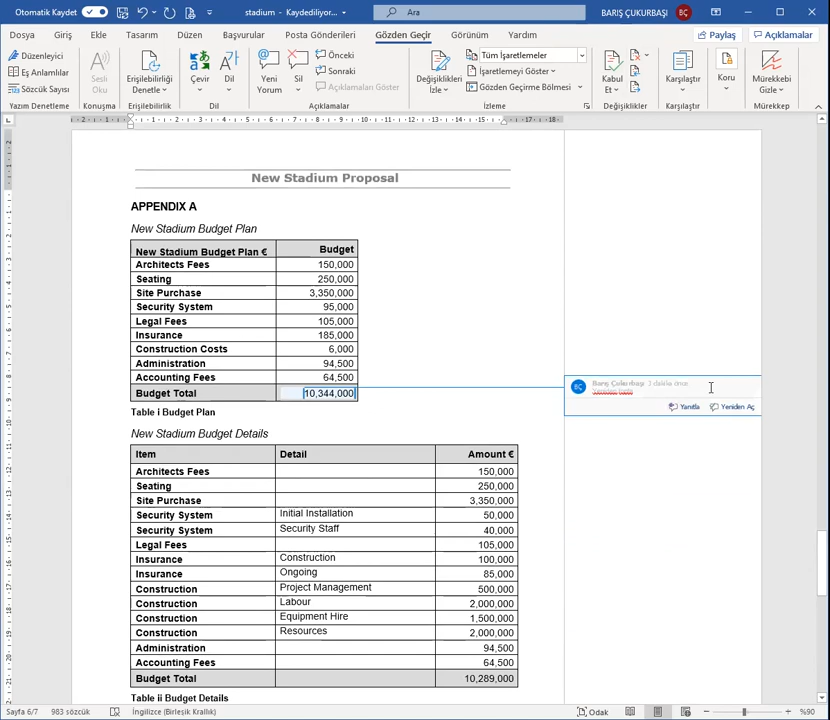 Otomatik Kaydet
stadium - Kaydediliyor...
Ara
BARIŞ ÇUKURBAŞI
BÇ
Dosya Giriş Ekle Tasarım Düzen Başvurular Posta Gönderileri Gözden Geçir Görünüm Yardım Paylaş Açıklamalar
Düzenleyici
Eş Anlamlılar
Sözcük Sayısı
Yazım Denetleme
Sesli Oku
Konuşma
Erişilebilirliği Denetle
Erişilebilirlik
Çevir
Dil
Dil
Yeni Yorum
Sil
Önceki
Sonraki
Açıklamaları Göster
Açıklamalar
Değişiklikleri İzle
Tüm İşaretlemeler
İşaretlemeyi Göster
Gözden Geçirme Bölmesi
İzleme
Kabul Et
Değişiklikler
Karşılaştır
Karşılaştır
Koru
Mürekkebi Gizle
Mürekkep
New Stadium Proposal
APPENDIX A
New Stadium Budget Plan
New Stadium Budget Plan € Budget
Architects Fees 150,000
Seating 250,000
Site Purchase 3,350,000
Security System 95,000
Legal Fees 105,000
Insurance 185,000
Construction Costs 6,000
Administration 94,500
Accounting Fees 64,500
Budget Total 10,344,000
Table i Budget Plan
BÇ Barış Çukurbaşı 3 dakika önce
Yanıtla Yeniden Aç
New Stadium Budget Details
Item Detail Amount €
Architects Fees 150,000
Seating 250,000
Site Purchase 3,350,000
Security System Initial Installation 50,000
Security System Security Staff 40,000
Legal Fees 105,000
Insurance Construction 100,000
Insurance Ongoing 85,000
Construction Project Management 500,000
Construction Labour 2,000,000
Construction Equipment Hire 1,500,000
Construction Resources 2,000,000
Administration 94,500
Accounting Fees 64,500
Budget Total 10,289,000
Table ii Budget Details
Sayfa 6/7 983 sözcük İngilizce (Birleşik Krallık) Odak %90